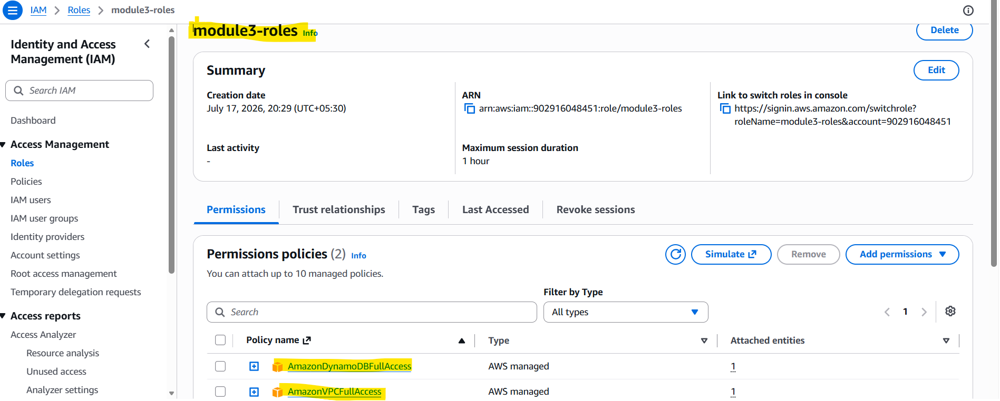 IAM > Roles > module3-roles
Identity and Access
Management (IAM)
Search IAM
Dashboard
Access Management
Roles
Policies
IAM users
IAM user groups
Identity providers
Account settings
Root access management
Temporary delegation requests
Access reports
Access Analyzer
Resource analysis
Unused access
Analyzer settings
module3-roles Info
Delete
Summary
Edit
Creation date
July 17, 2026, 20:29 (UTC+05:30)
ARN
arn:aws:iam::902916048451:role/module3-roles
Link to switch roles in console
https://signin.aws.amazon.com/switchrole?
roleName=module3-roles&account=902916048451
Last activity
-
Maximum session duration
1 hour
Permissions Trust relationships Tags Last Accessed Revoke sessions
Permissions policies (2) Info
Simulate Remove Add permissions
You can attach up to 10 managed policies.
Filter by Type
Search All types 1
Policy name Type Attached entities
AmazonDynamoDBFullAccess AWS managed 1
AmazonVPCFullAccess AWS managed 1